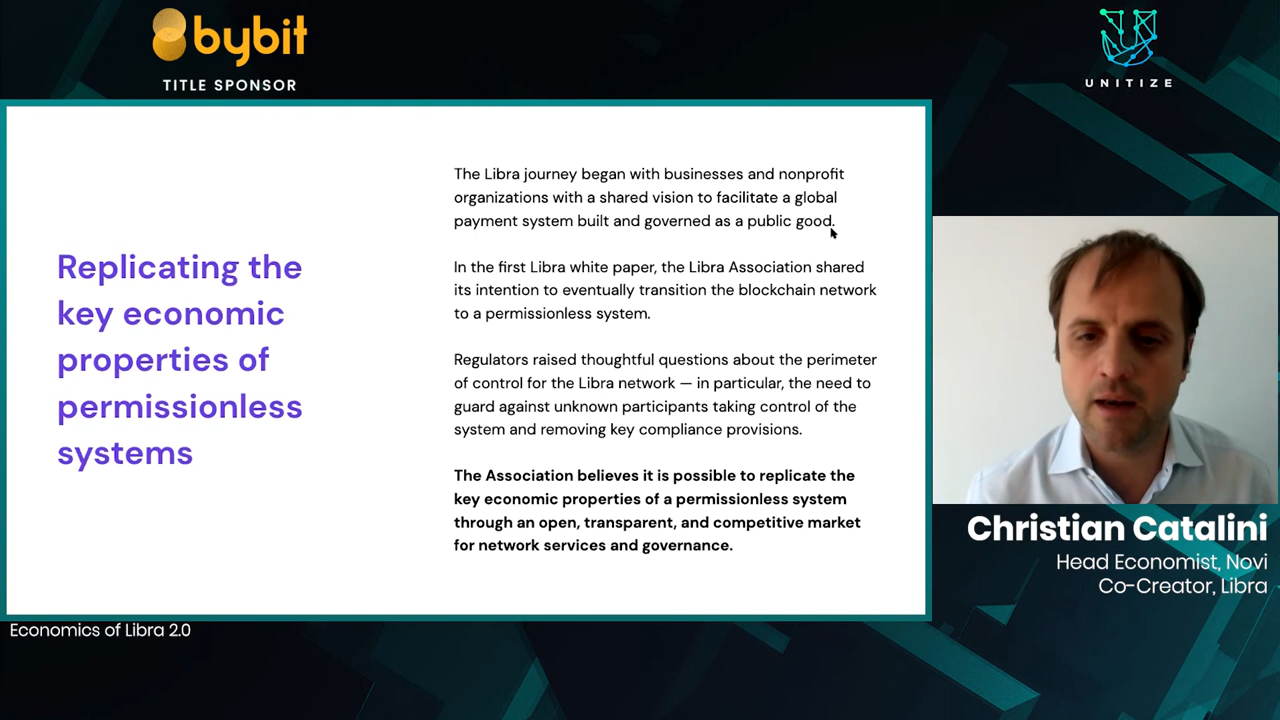 bybit
TITLE SPONSOR
UNITIZE
Replicating the
key economic
properties of
permissionless
systems
The Libra journey began with businesses and nonprofit
organizations with a shared vision to facilitate a global
payment system built and governed as a public good.
In the first Libra white paper, the Libra Association shared
its intention to eventually transition the blockchain network
to a permissionless system.
Regulators raised thoughtful questions about the perimeter
of control for the Libra network — in particular, the need to
guard against unknown participants taking control of the
system and removing key compliance provisions.
The Association believes it is possible to replicate the
key economic properties of a permissionless system
through an open, transparent, and competitive market
for network services and governance.
Christian Catalini
Head Economist, Novi
Co-Creator, Libra
Economics of Libra 2.0